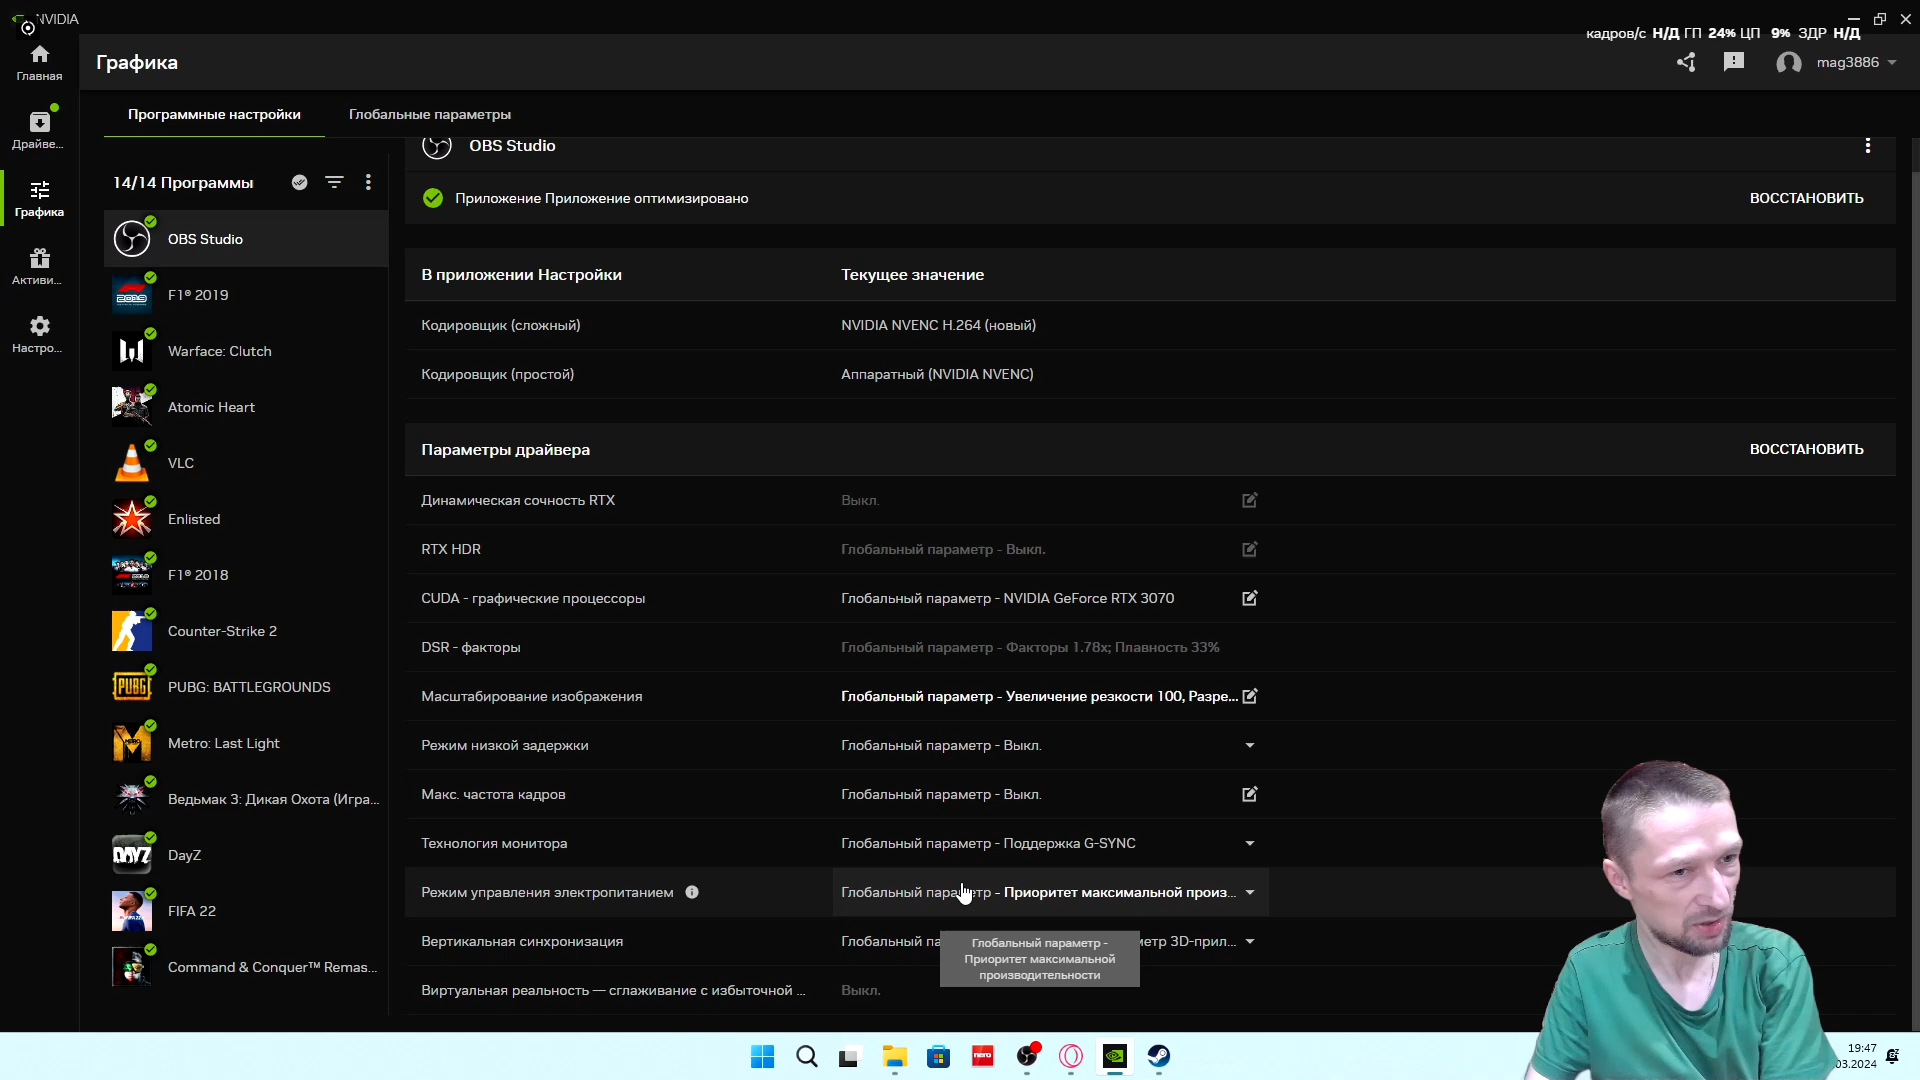 NVIDIA
кадров/с Н/Д ГП 24% ЦП 9% ЗДР Н/Д
Главная
Графика
mag3886
Программные настройки
Глобальные параметры
Драйве...
OBS Studio
14/14 Программы
Приложение Приложение оптимизировано
ВОССТАНОВИТЬ
Графика
OBS Studio
Активи...
F1® 2019
В приложении Настройки
Текущее значение
Настро...
Warface: Clutch
Кодировщик (сложный)
NVIDIA NVENC H.264 (новый)
Atomic Heart
Кодировщик (простой)
Аппаратный (NVIDIA NVENC)
VLC
Параметры драйвера
ВОССТАНОВИТЬ
Enlisted
Динамическая сочность RTX
Выкл.
F1® 2018
RTX HDR
Глобальный параметр - Выкл.
Counter-Strike 2
CUDA - графические процессоры
Глобальный параметр - NVIDIA GeForce RTX 3070
PUBG: BATTLEGROUNDS
DSR - факторы
Глобальный параметр - Факторы 1.78x; Плавность 33%
Metro: Last Light
Масштабирование изображения
Глобальный параметр - Увеличение резкости 100, Разре...
Ведьмак 3: Дикая Охота (Игра...
Режим низкой задержки
Глобальный параметр - Выкл.
DayZ
Макс. частота кадров
Глобальный параметр - Выкл.
FIFA 22
Технология монитора
Глобальный параметр - Поддержка G-SYNC
Command & Conquer™ Remas...
Режим управления электропитанием
Глобальный параметр - Приоритет максимальной произ...
Вертикальная синхронизация
Глобальный па
метр 3D-прил...
Глобальный параметр -
Приоритет максимальной
производительности
Виртуальная реальность — сглаживание с избыточной ...
Выкл.
19:47
.03.2024